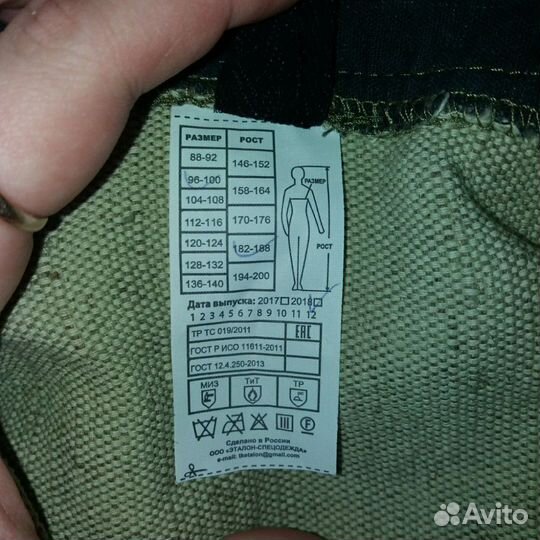 РАЗМЕР РОСТ
88-92 146-152
96-100 158-164
104-108 170-176
112-116 182-188
120-124 194-200
128-132
136-140
РАЗМЕР
РОСТ
Дата выпуска: 2017 2018
1 2 3 4 5 6 7 8 9 10 11 12
ТР ТС 019/2011
ГОСТ Р ИСО 11611-2011
ГОСТ 12.4.250-2013
EAC
МИЗ ТиТ ТР
F
Сделано в России
ООО «ЭТАЛОН-СПЕЦОДЕЖДА»
e-mail: tketalon@gmail.com
Avito